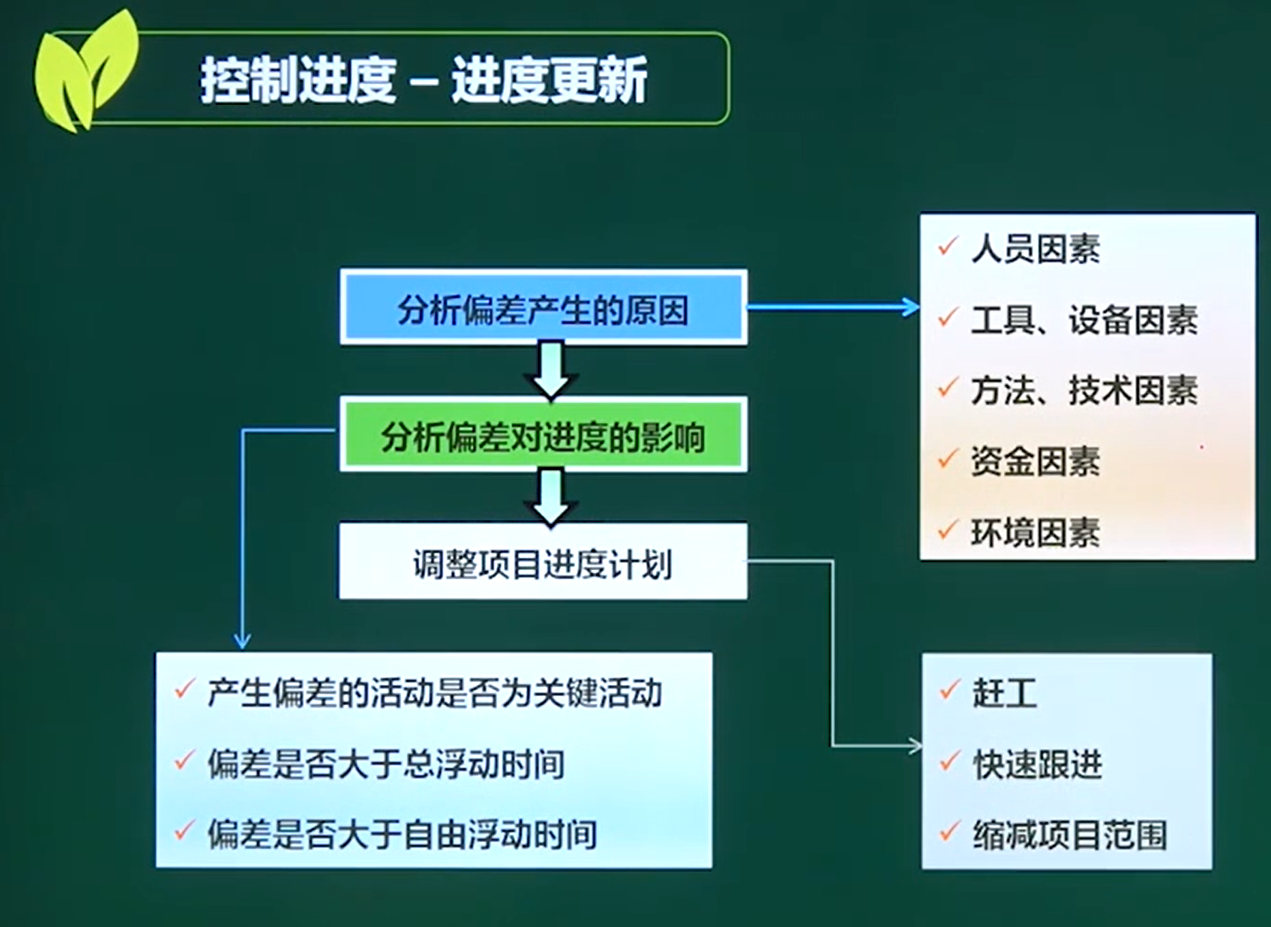 控制进度 – 进度更新
分析偏差产生的原因
人员因素
工具、设备因素
方法、技术因素
资金因素
环境因素
分析偏差对进度的影响
调整项目进度计划
产生偏差的活动是否为关键活动
偏差是否大于总浮动时间
偏差是否大于自由浮动时间
赶工
快速跟进
缩减项目范围